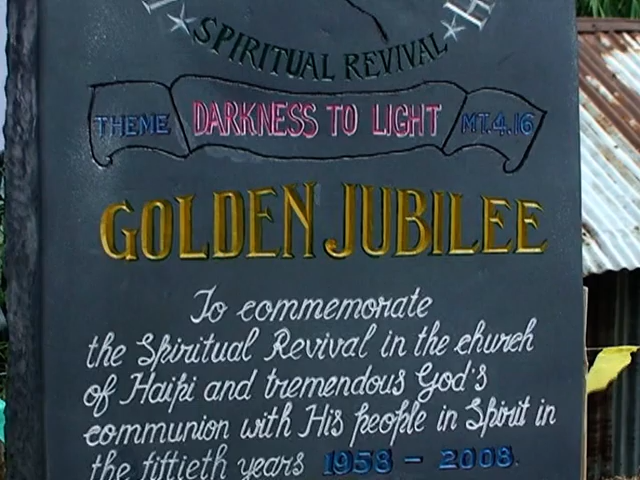 SPIRITUAL REVIVAL
THEME DARKNESS TO LIGHT MT.4.16
GOLDEN JUBILEE
To commemorate
the Spiritual Revival in the church
of Haipi and tremendous God's
communion with His people in Spirit in
the fiftieth years 1958 - 2008.